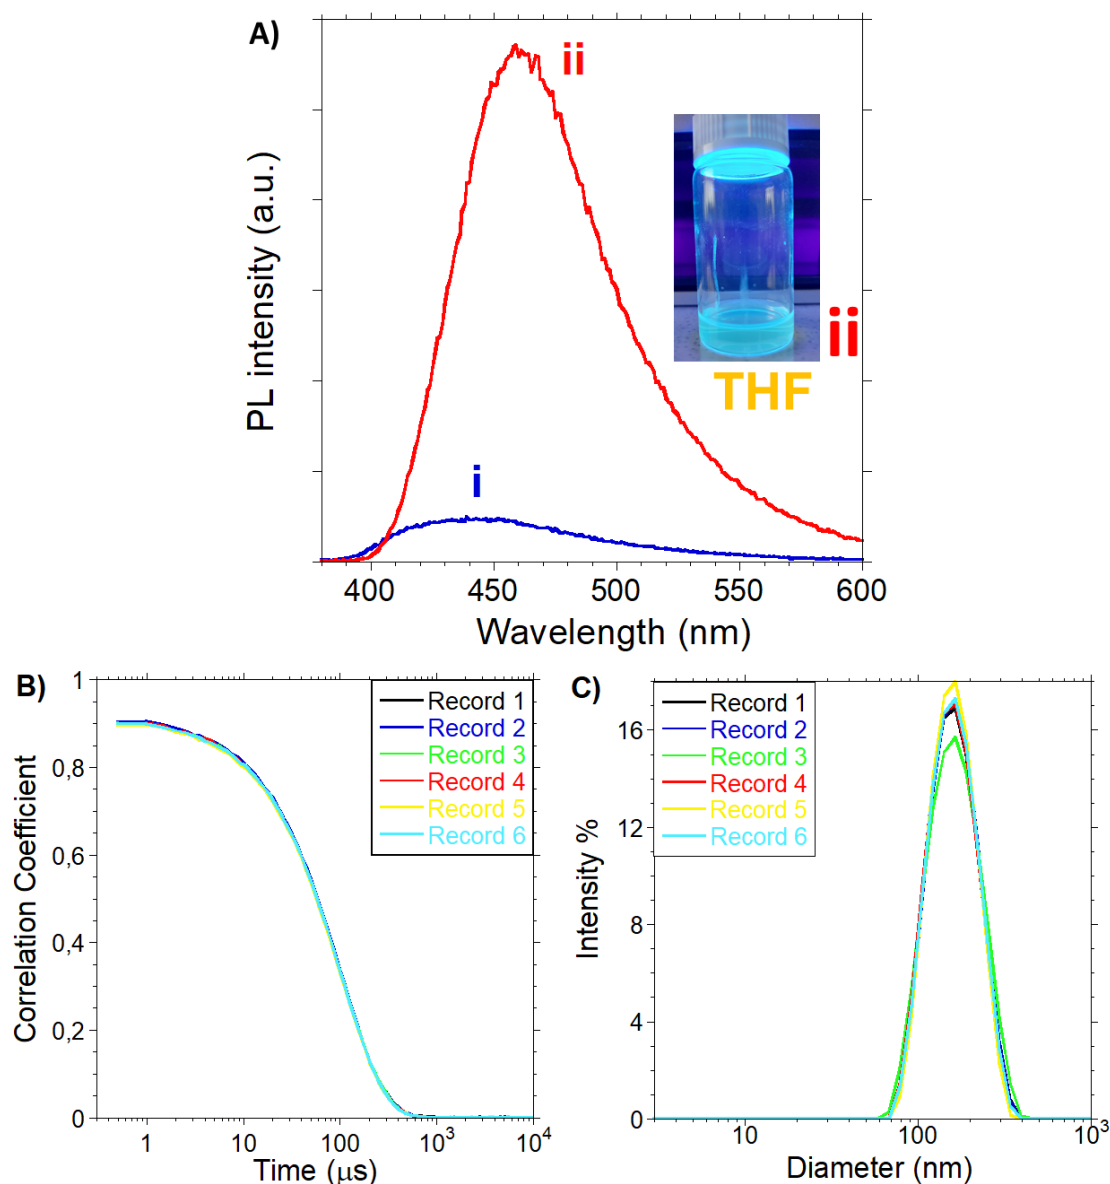 A)
ii
ii
THF
i
PL intensity (a.u.)
400 450 500 550 600
Wavelength (nm)
B)
1
0,8
0,6
0,4
0,2
0
Correlation Coefficient
Record 1
Record 2
Record 3
Record 4
Record 5
Record 6
1 10 100 10³ 10⁴
Time (μs)
C)
16
12
8
4
0
Intensity %
Record 1
Record 2
Record 3
Record 4
Record 5
Record 6
10 100 10³
Diameter (nm)